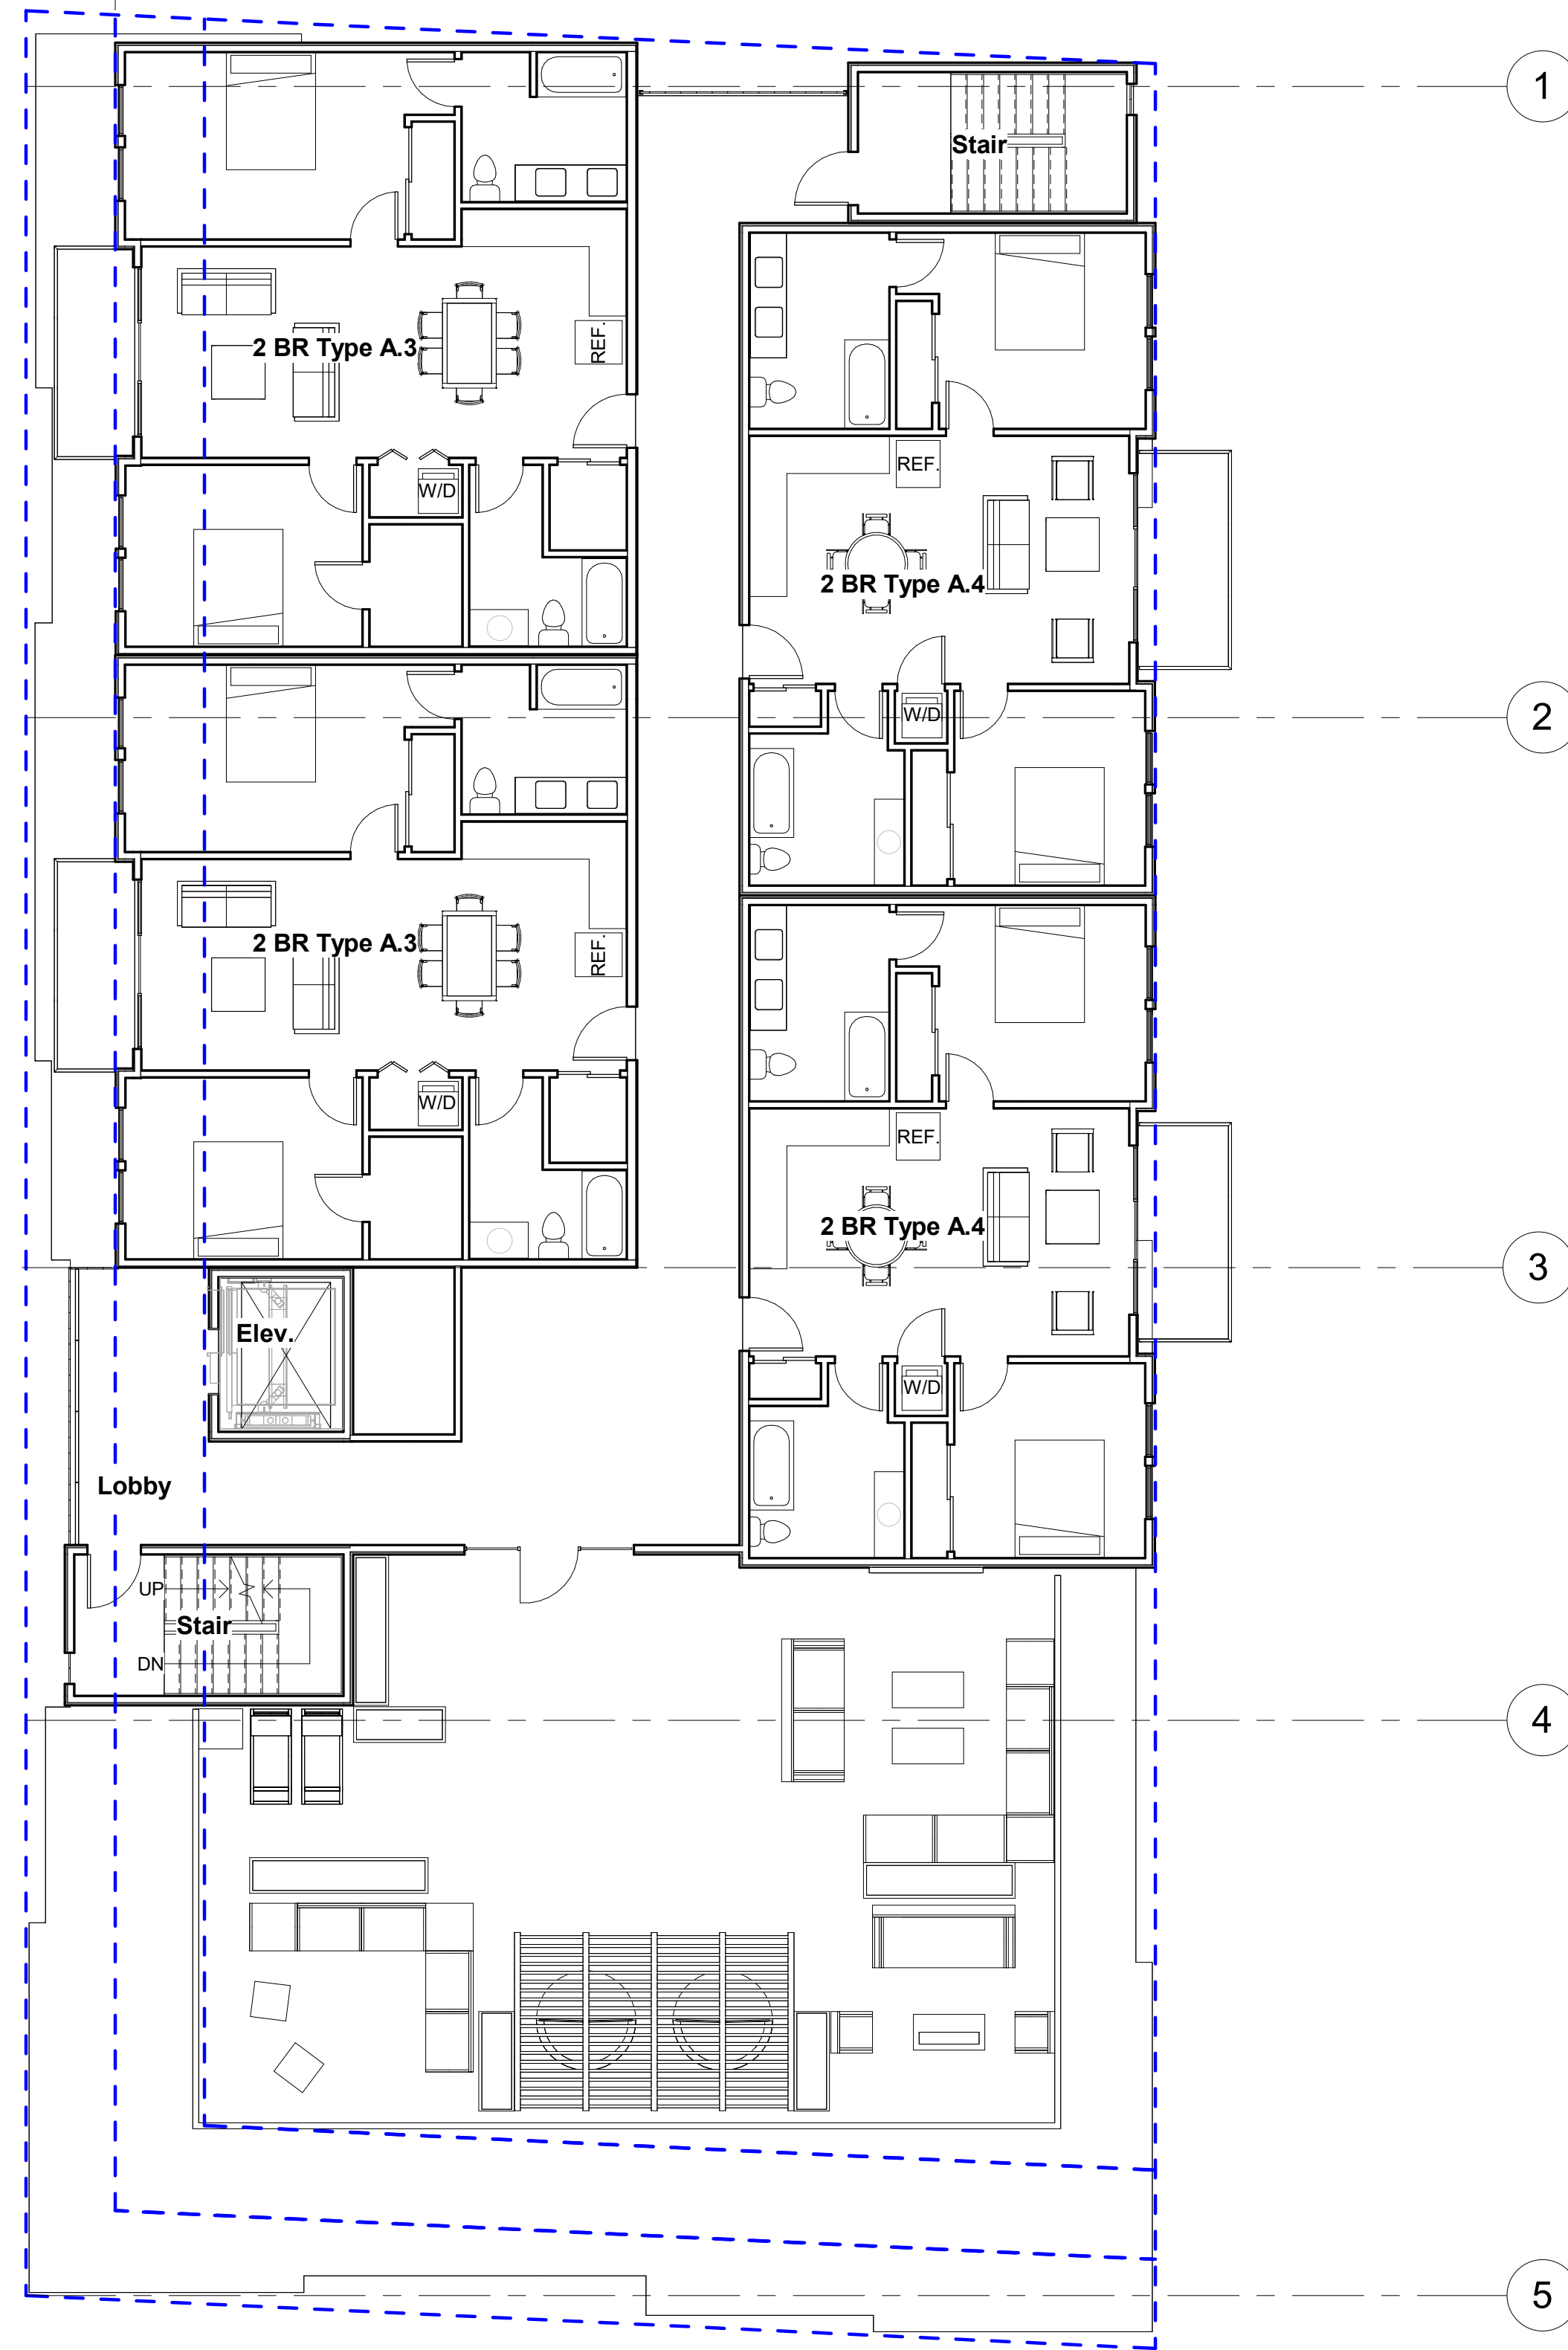 1
Stair
2 BR Type A.3
REF.
REF.
W/D
2 BR Type A.4
W/D
2
2 BR Type A.3
REF.
REF.
W/D
2 BR Type A.4
3
Elev.
W/D
Lobby
UP
Stair
DN
4
5